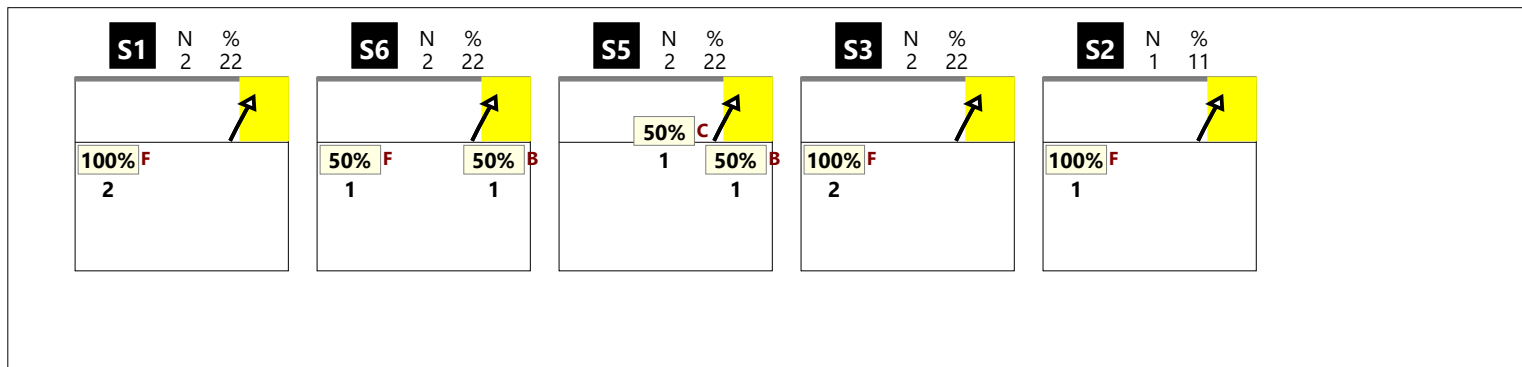 S1 N % S6 N % S5 N % S3 N % S2 N %
2 22 2 22 2 22 2 22 1 11
50% C
100% F 50% F 50% B 1 50% B 100% F 100% F
2 1 1 1 2 1